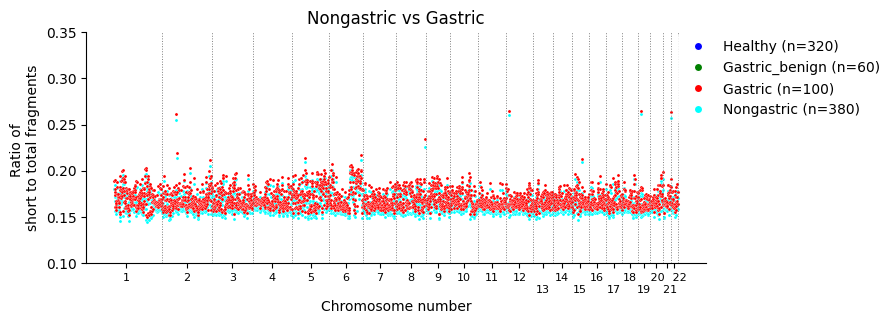 Nongastric vs Gastric
0.35
0.30
0.25
0.20
0.15
0.10
Ratio of
short to total fragments
1 2 3 4 5 6 7 8 9 10 11 12 14 16 18 20 22
13 15 17 19 21
Chromosome number
Healthy (n=320)
Gastric_benign (n=60)
Gastric (n=100)
Nongastric (n=380)